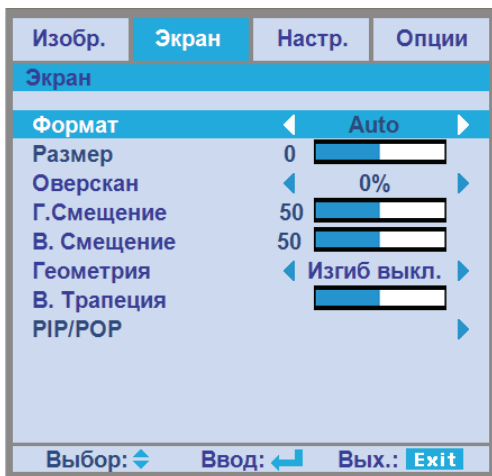 Изобр. Экран Настр. Опции
Экран
Формат Auto
Размер 0
Оверскан 0%
Г.Смещение 50
В. Смещение 50
Геометрия Изгиб выкл.
В. Трапеция
PIP/POP
Выбор: Ввод: Вых.: Exit